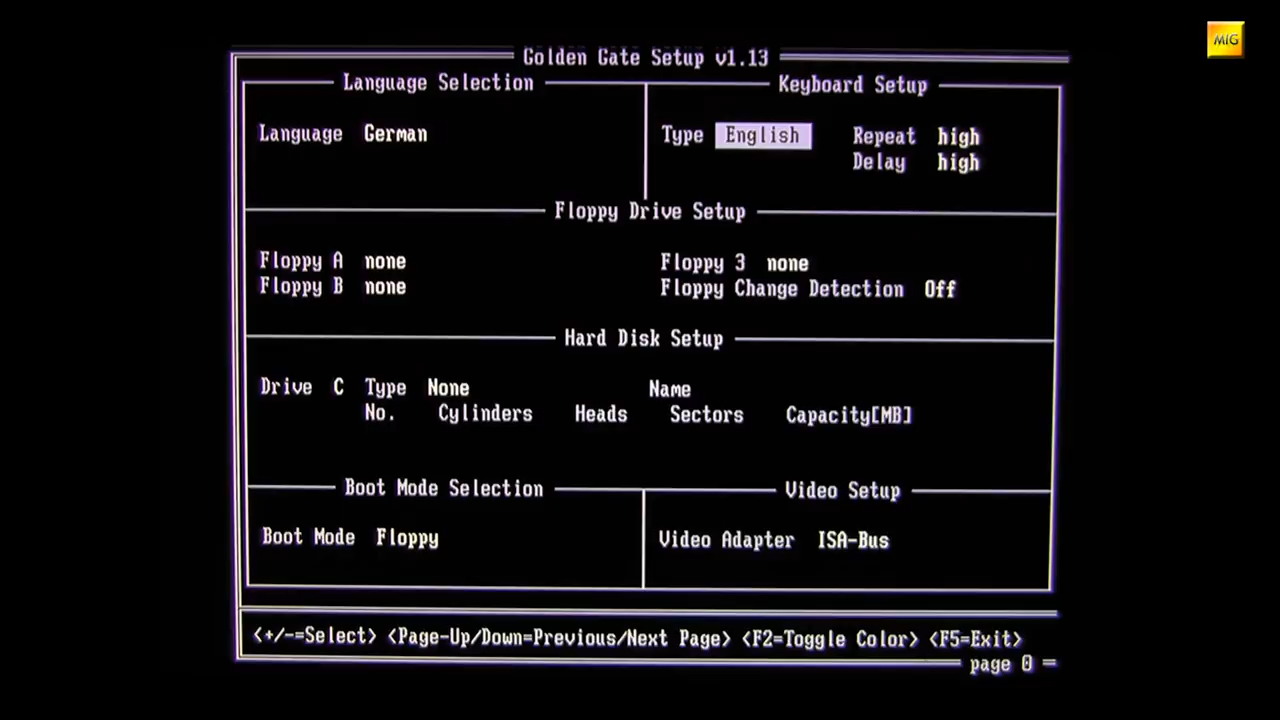 MIG
Golden Gate Setup v1.13
Language Selection
Keyboard Setup
Language German
Type English Repeat high
Delay high
Floppy Drive Setup
Floppy A none
Floppy 3 none
Floppy B none
Floppy Change Detection Off
Hard Disk Setup
Drive C Type None Name
No. Cylinders Heads Sectors Capacity[MB]
Boot Mode Selection
Video Setup
Boot Mode Floppy
Video Adapter ISA-Bus
<+/-=Select> <Page-Up/Down=Previous/Next Page> <F2=Toggle Color> <F5=Exit>
page 0